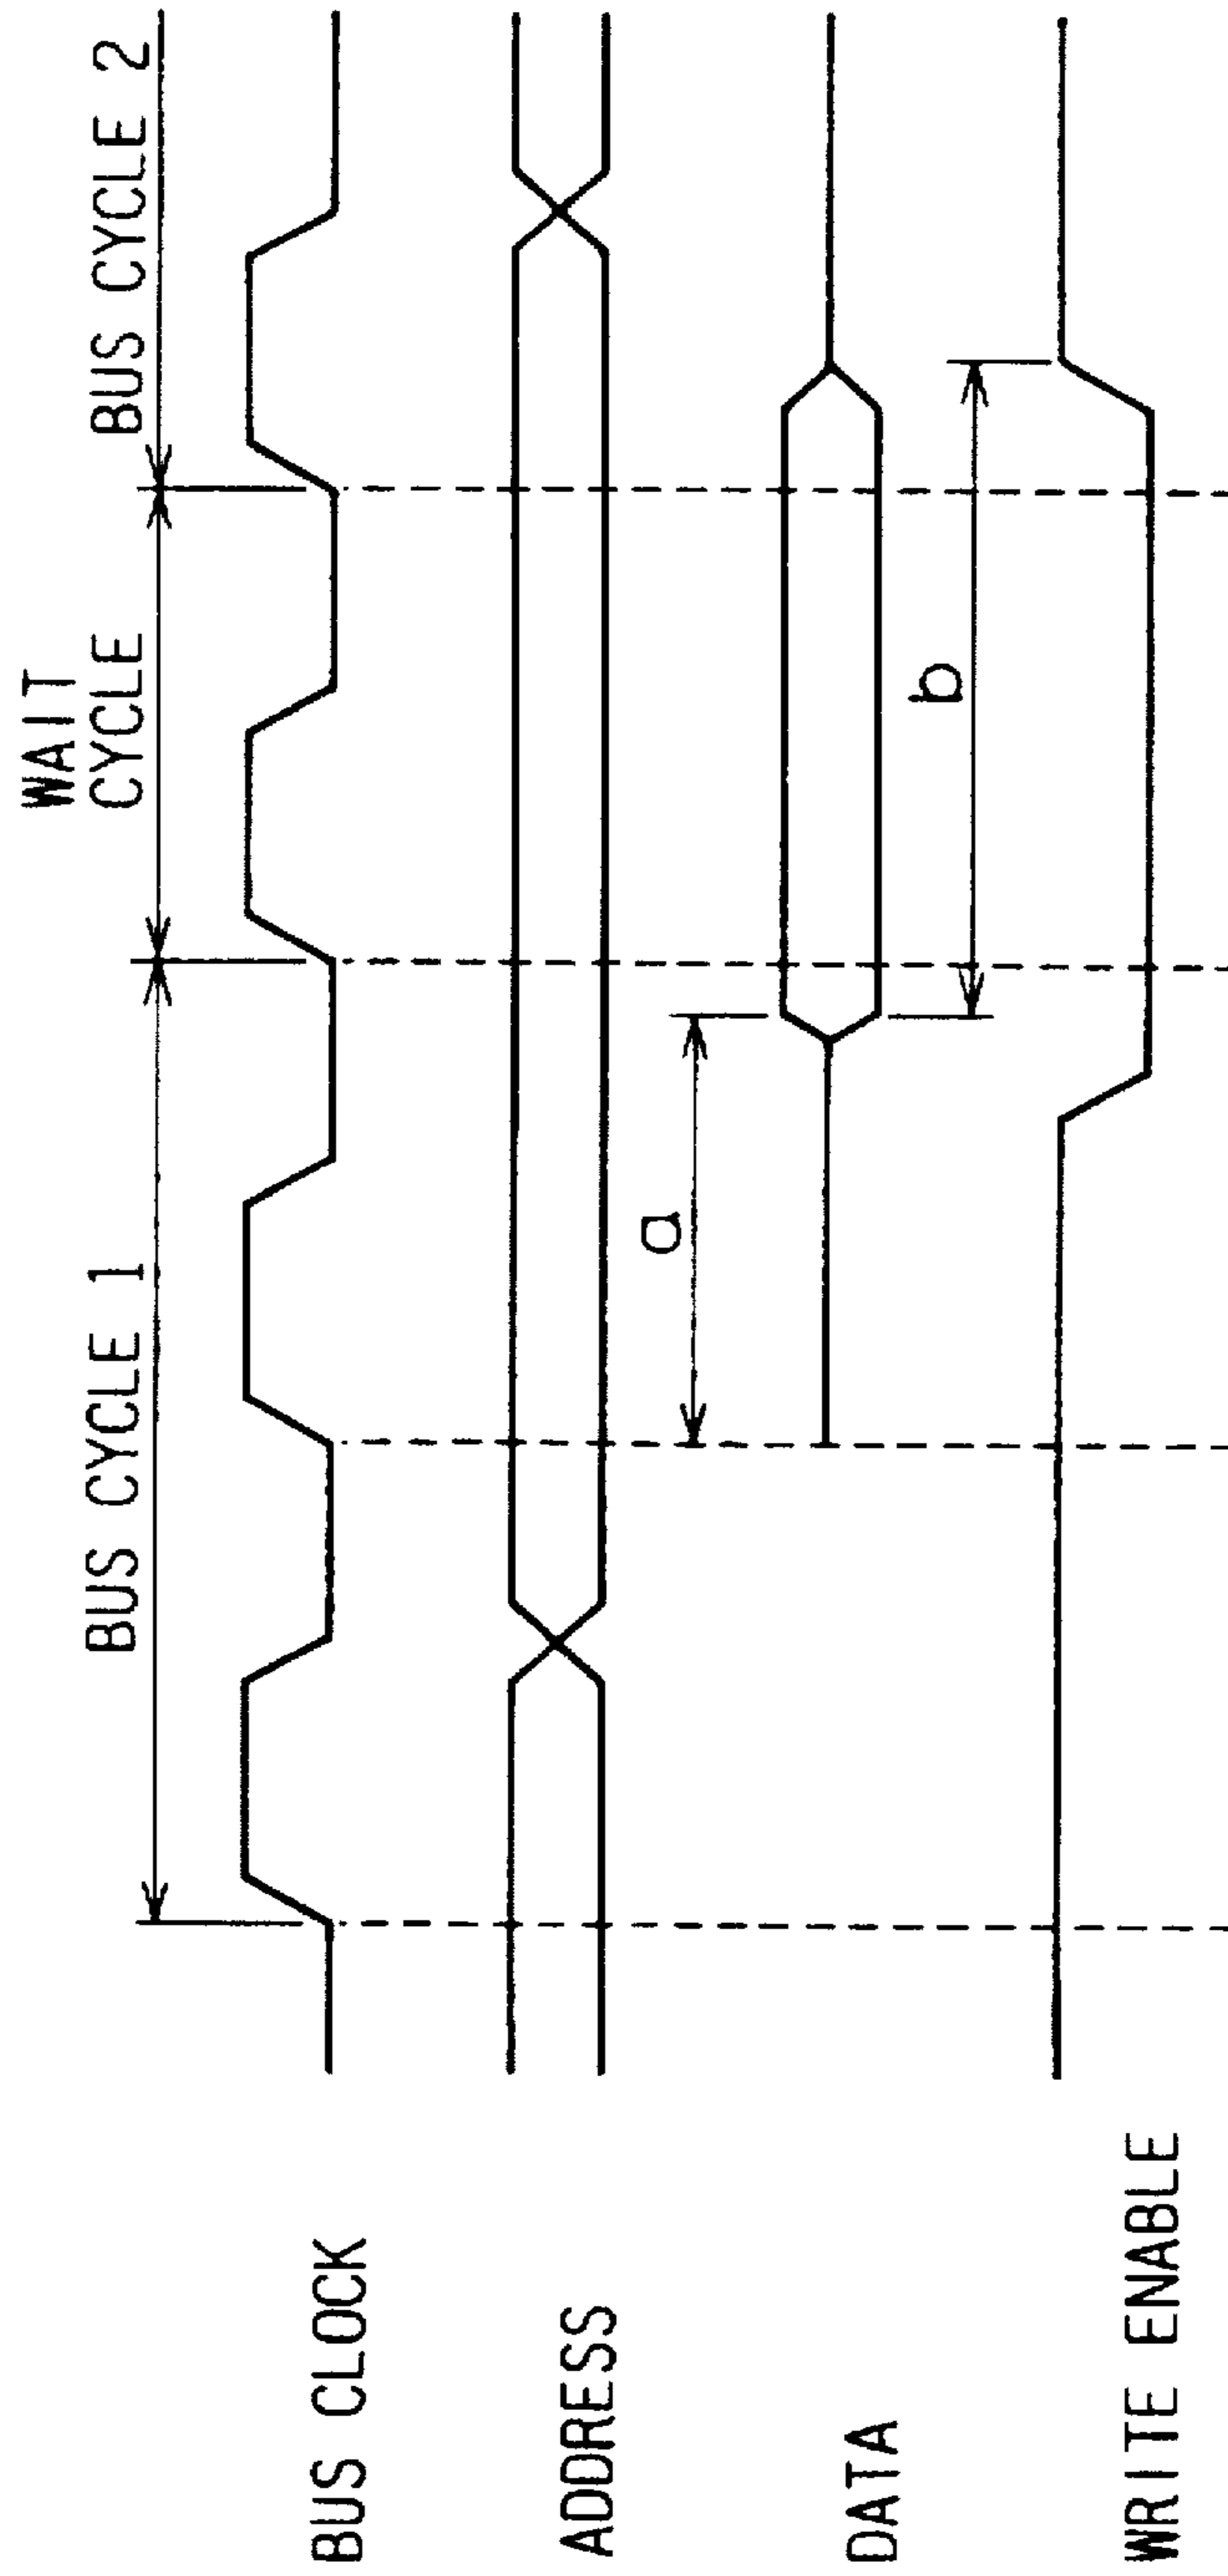 BUS CYCLE 1
WAIT
CYCLE
BUS CYCLE 2
BUS CLOCK
ADDRESS
a
DATA
b
WRITE ENABLE